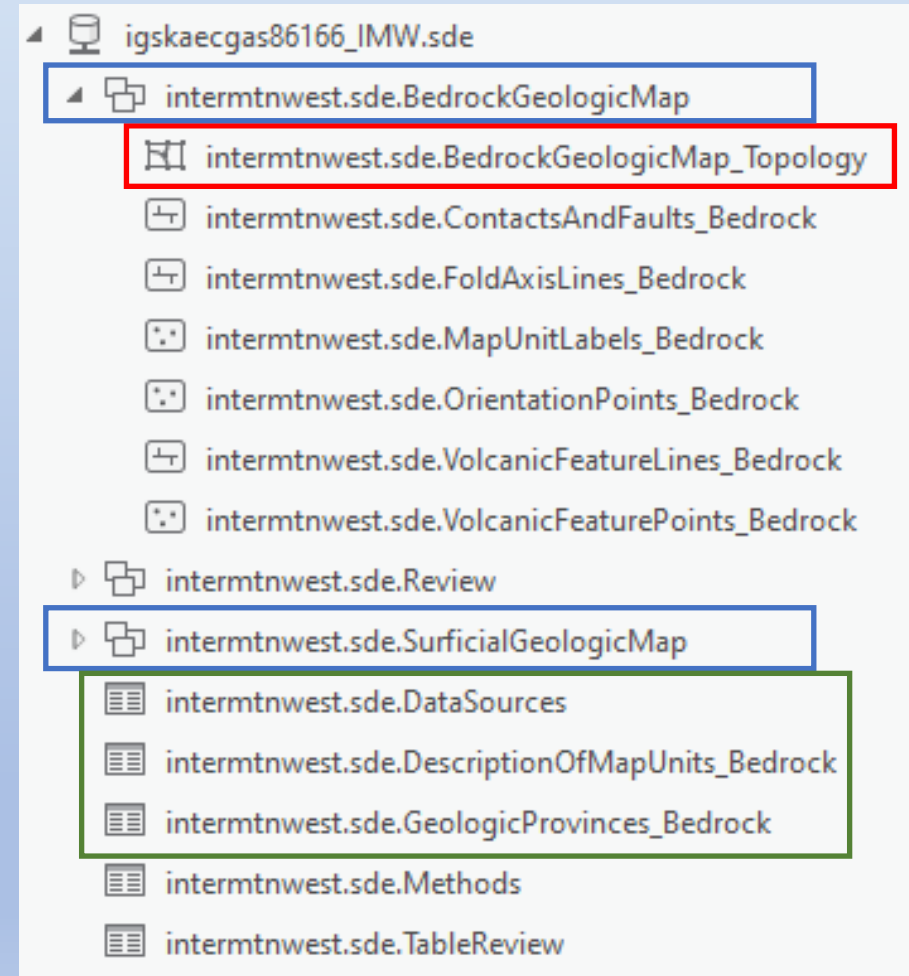 igskaecgas86166_IMW.sde
intermtnwest.sde.BedrockGeologicMap
intermtnwest.sde.BedrockGeologicMap_Topology
intermtnwest.sde.ContactsAndFaults_Bedrock
intermtnwest.sde.FoldAxisLines_Bedrock
intermtnwest.sde.MapUnitLabels_Bedrock
intermtnwest.sde.OrientationPoints_Bedrock
intermtnwest.sde.VolcanicFeatureLines_Bedrock
intermtnwest.sde.VolcanicFeaturePoints_Bedrock
intermtnwest.sde.Review
intermtnwest.sde.SurficialGeologicMap
intermtnwest.sde.DataSources
intermtnwest.sde.DescriptionOfMapUnits_Bedrock
intermtnwest.sde.GeologicProvinces_Bedrock
intermtnwest.sde.Methods
intermtnwest.sde.TableReview